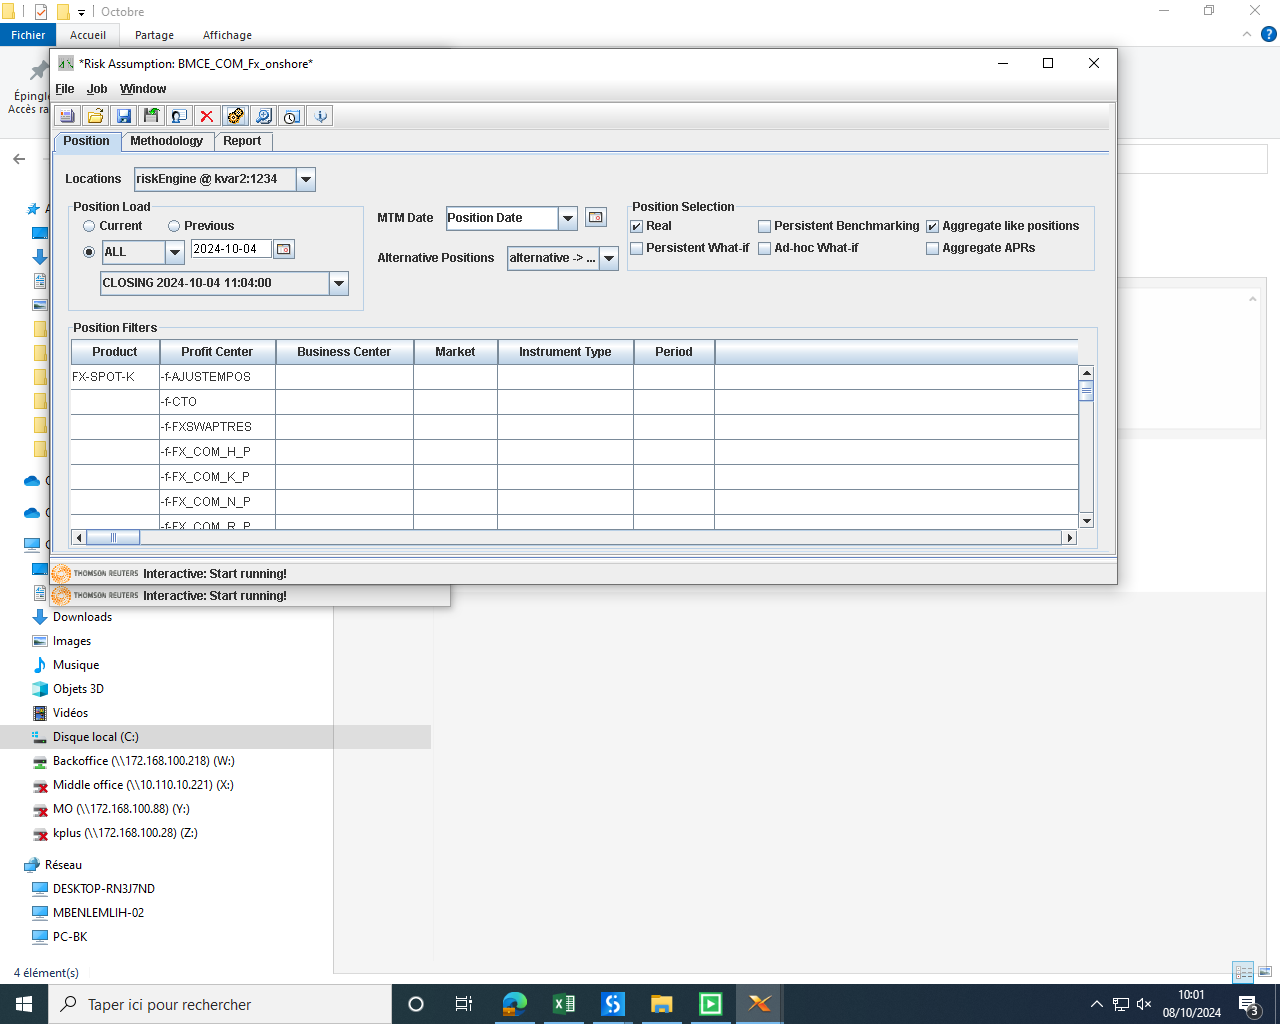 Octobre
Fichier Accueil Partage Affichage
*Risk Assumption: BMCE_COM_Fx_onshore*
Épingle
Accès ra
File Job Window
Position Methodology Report
Locations riskEngine @ kvar2:1234
Position Load
Current Previous
ALL 2024-10-04
CLOSING 2024-10-04 11:04:00
MTM Date Position Date
Alternative Positions alternative -> ...
Position Selection
Real Persistent Benchmarking Aggregate like positions
Persistent What-if Ad-hoc What-if Aggregate APRs
Position Filters
Product Profit Center Business Center Market Instrument Type Period
FX-SPOT-K -f-AJUSTEMPOS
-f-CTO
-f-FXSWAPTRES
-f-FX_COM_H_P
-f-FX_COM_K_P
-f-FX_COM_N_P
-f-FX_COM_R_P
THOMSON REUTERS Interactive: Start running!
THOMSON REUTERS Interactive: Start running!
Downloads
Images
Musique
Objets 3D
Vidéos
Disque local (C:)
Backoffice (\\172.168.100.218) (W:)
Middle office (\\10.110.10.221) (X:)
MO (\\172.168.100.88) (Y:)
kplus (\\172.168.100.28) (Z:)
Réseau
DESKTOP-RN3J7ND
MBENLEMLIH-02
PC-BK
4 élément(s)
Taper ici pour rechercher
10:01
08/10/2024
3